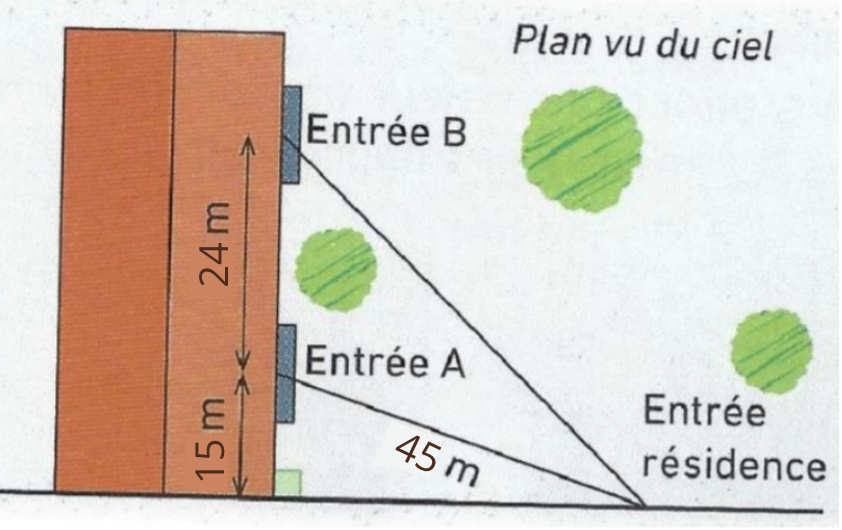 Plan vu du ciel
Entrée B
24 m
Entrée A
15 m
45 m
Entrée
résidence